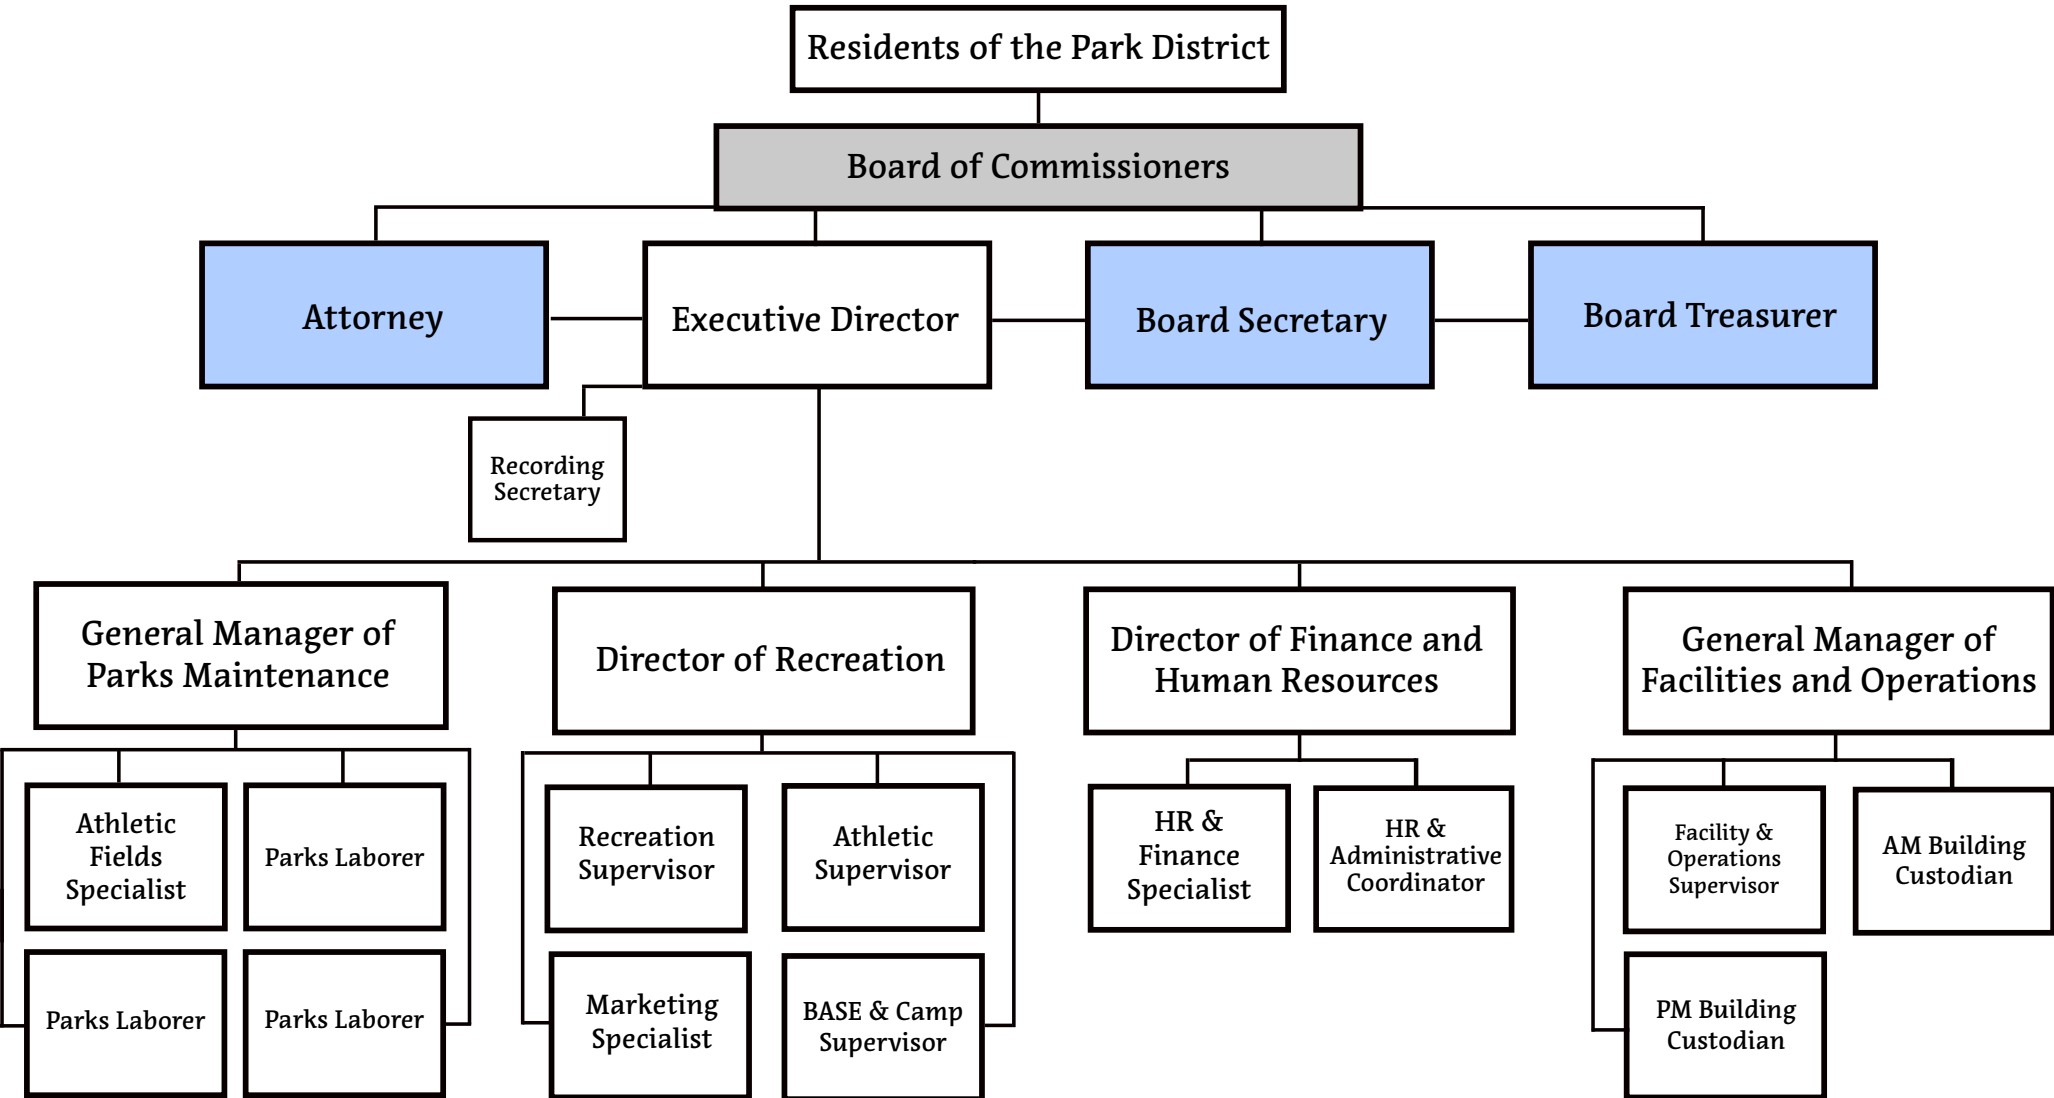 Residents of the Park District
Board of Commissioners
Attorney
Executive Director
Board Secretary
Board Treasurer
Recording
Secretary
General Manager of
Parks Maintenance
Director of Recreation
Director of Finance and
Human Resources
General Manager of
Facilities and Operations
Athletic
Fields
Specialist
Parks Laborer
Parks Laborer
Parks Laborer
Recreation
Supervisor
Athletic
Supervisor
Marketing
Specialist
BASE & Camp
Supervisor
HR &
Finance
Specialist
HR &
Administrative
Coordinator
Facility &
Operations
Supervisor
AM Building
Custodian
PM Building
Custodian